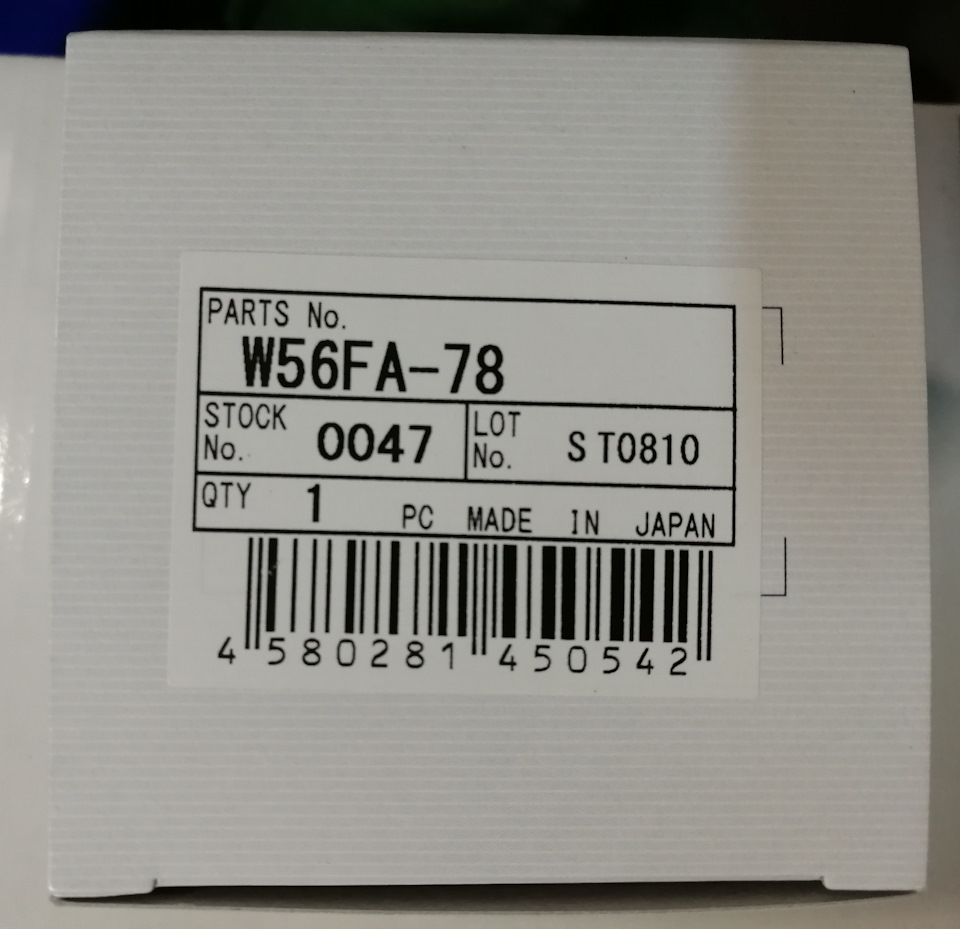 PARTS No.
W56FA-78
STOCK No. 0047
LOT No. S T0810
QTY 1 PC MADE IN JAPAN
4 580281 450542